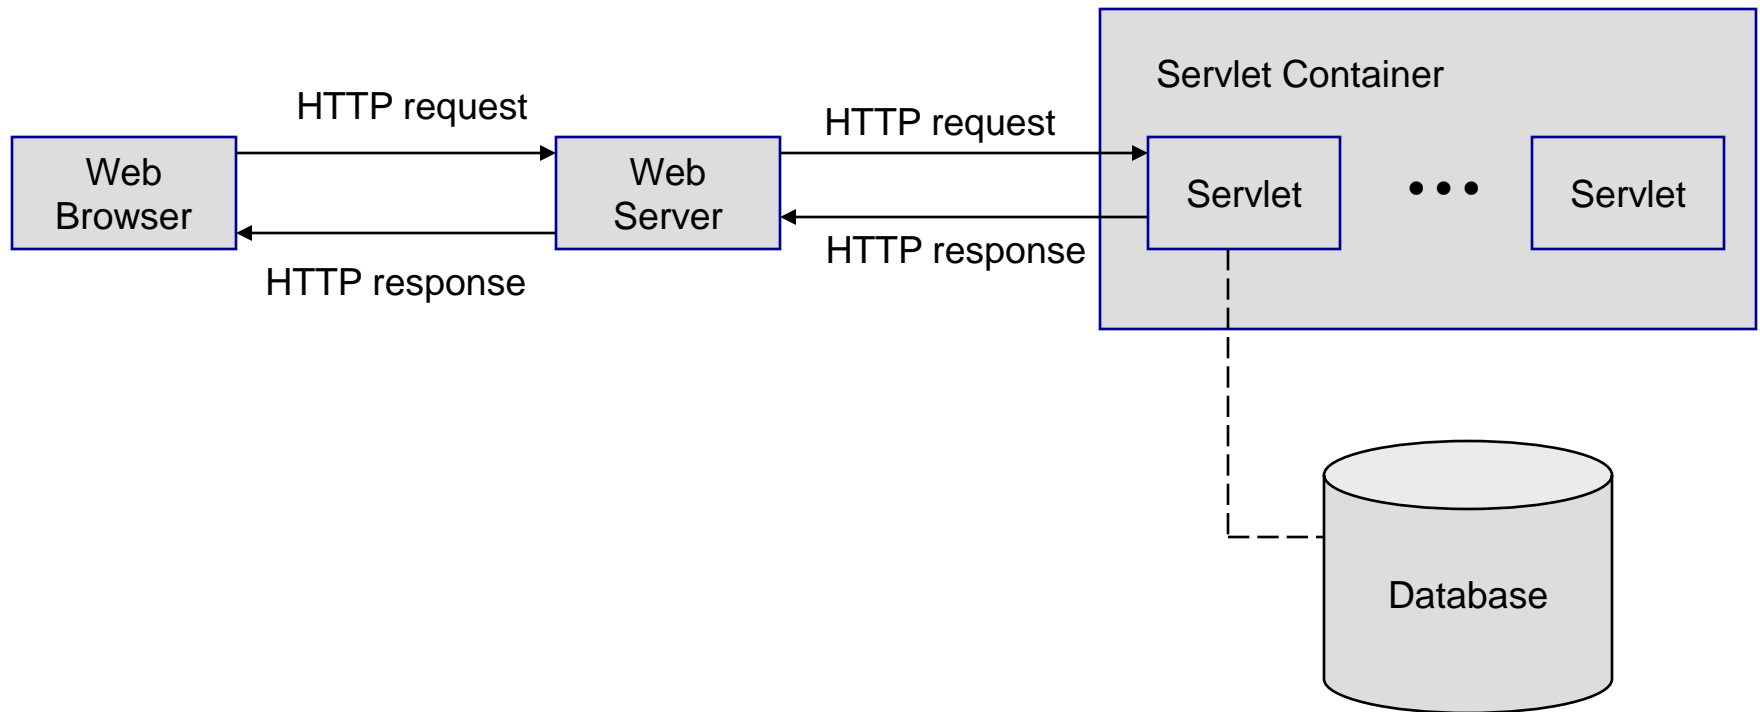 Servlet Container
HTTP request
HTTP request
Web
Browser
Web
Server
Servlet
•••
Servlet
HTTP response
HTTP response
Database